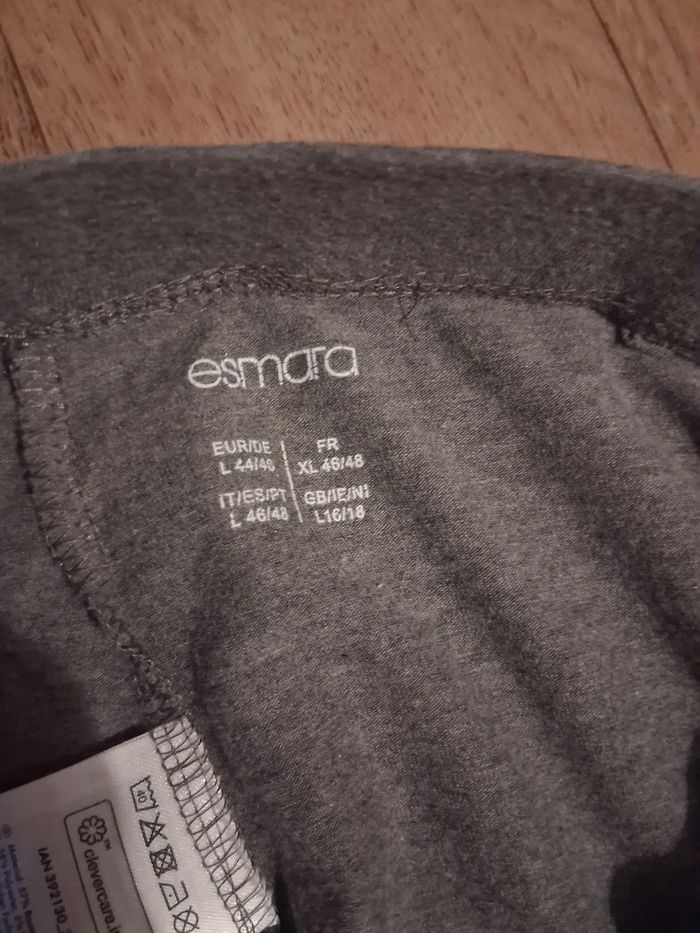 esmara
EUR/DE
L 44/46
FR
XL 46/48
IT/ES/PT
L 46/48
GB/IE/NI
L16/18
40
clevercare.in
IAN 392130